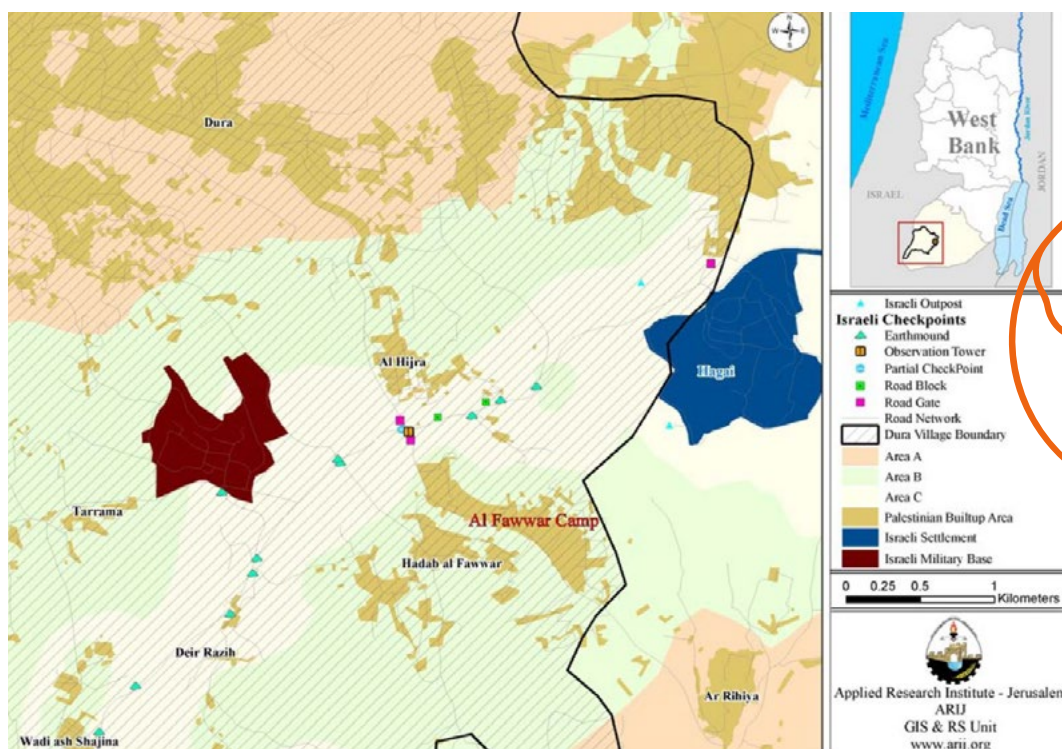 N
W
E
S
Dura
Al Hijra
Hagai
Tarrama
Al Fawwar Camp
Hadab al Fawwar
Deir Razih
Ar Rihiya
Wadi ash Shajina
Mediterranean Sea
West
Bank
Jordan River
JORDAN
ISRAEL
Dead Sea
Israeli Outpost
Israeli Checkpoints
Earthmound
Observation Tower
Partial CheckPoint
Road Block
Road Gate
Road Network
Dura Village Boundary
Area A
Area B
Area C
Palestinian Builtup Area
Israeli Settlement
Israeli Military Base
0 0.25 0.5 1
Kilometers
Applied Research Institute - Jerusalem
ARIJ
GIS & RS Unit
www.arij.org